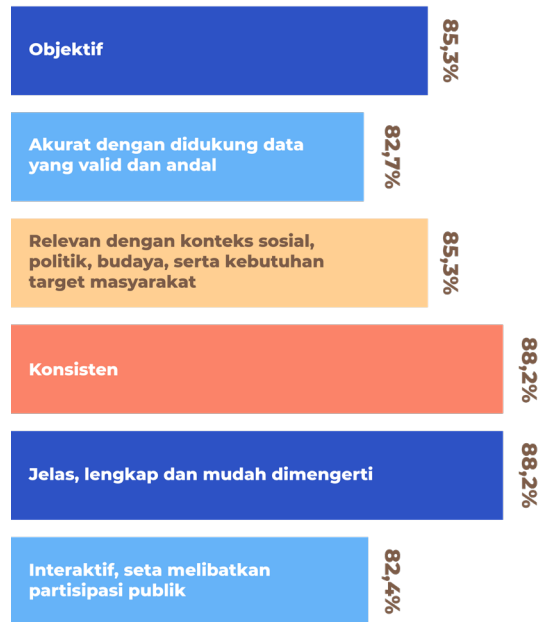 Objektif
85,3%
Akurat dengan didukung data
yang valid dan andal
82,7%
Relevan dengan konteks sosial,
politik, budaya, serta kebutuhan
target masyarakat
85,3%
Konsisten
88,2%
Jelas, lengkap dan mudah dimengerti
88,2%
Interaktif, seta melibatkan
partisipasi publik
82,4%